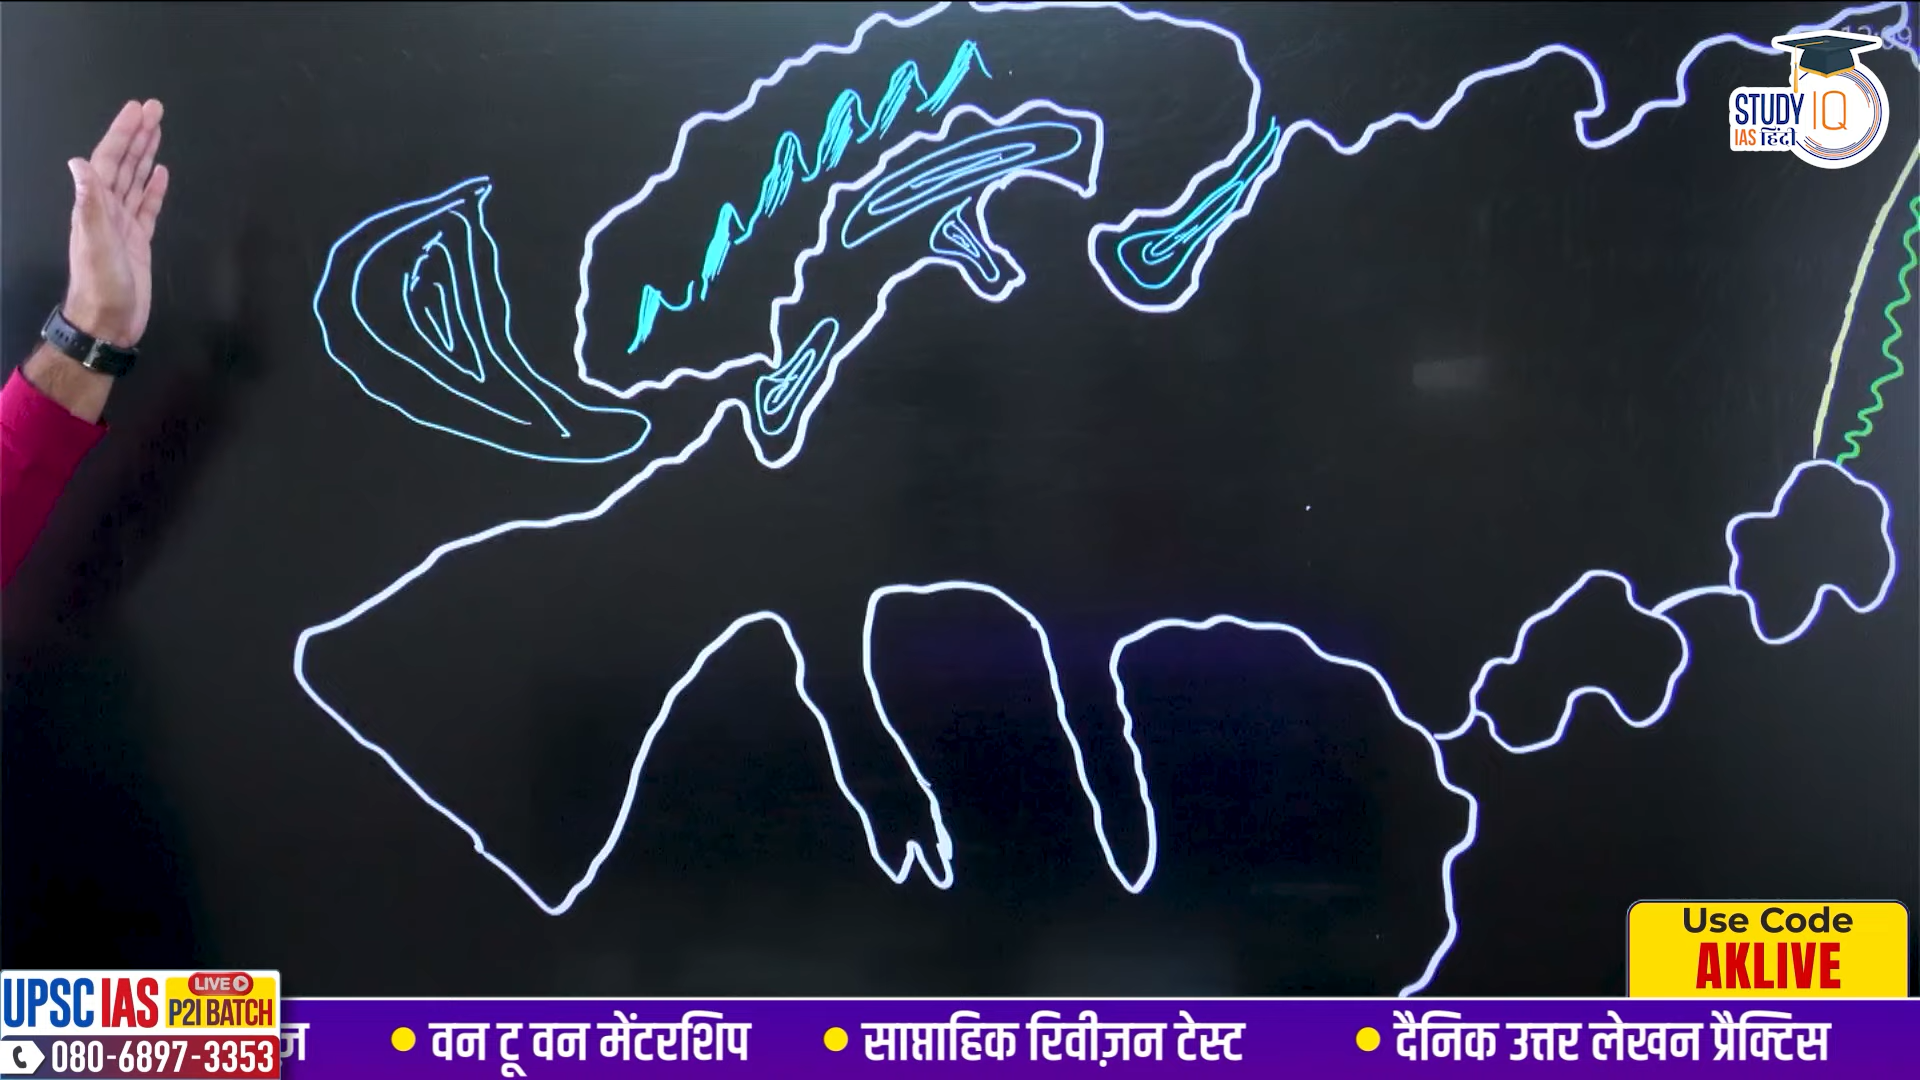 STUDY IQ
IAS हिंदी
Use Code
AKLIVE
UPSC IAS
LIVE
P2I BATCH
080-6897-3353
वन टू वन मेंटरशिप
साप्ताहिक रिवीज़न टेस्ट
दैनिक उत्तर लेखन प्रैक्टिस